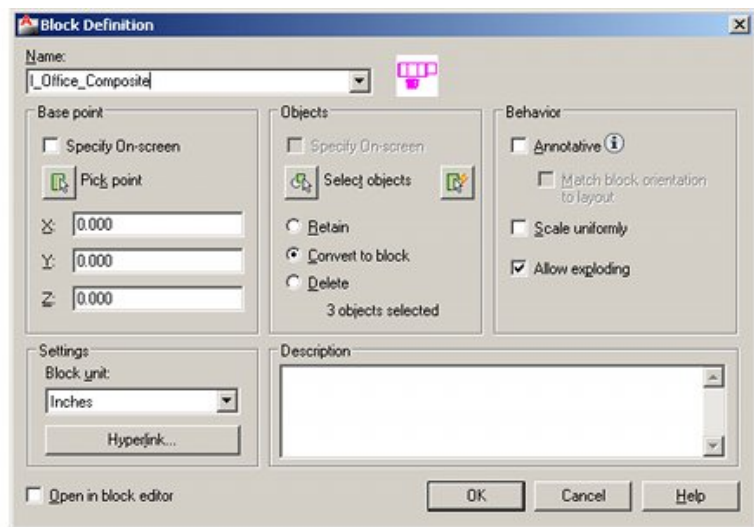 Block Definition
Name:
I_Office_Composite
Base point
Specify On-screen
Pick point
X: 0.000
Y: 0.000
Z: 0.000
Objects
Specify On-screen
Select objects
Retain
Convert to block
Delete
3 objects selected
Behavior
Annotative
Match block orientation
to layout
Scale uniformly
Allow exploding
Settings
Block unit:
Inches
Hyperlink...
Description
Open in block editor
OK
Cancel
Help